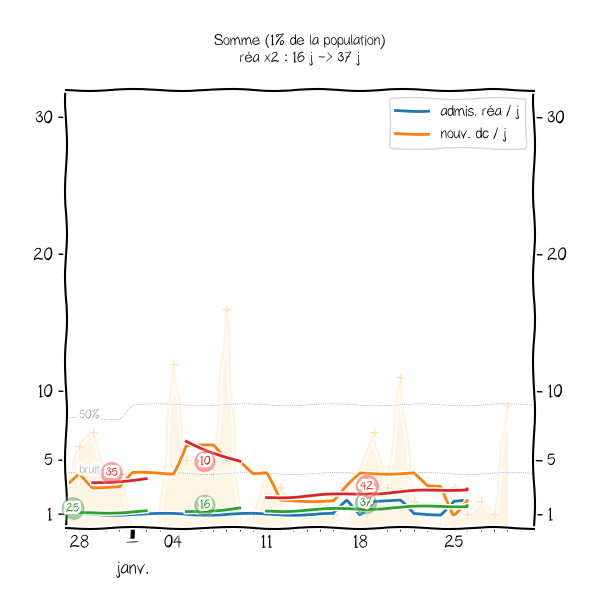 Somme (1% de la population)
réa x2 : 16 j -> 37 j
admis. réa / j
nouv. dc / j
30 30
20 20
10 10
50%
5 5
bruit
35
10
42
25
16
37
1 1
28 04 11 18 25
janv.